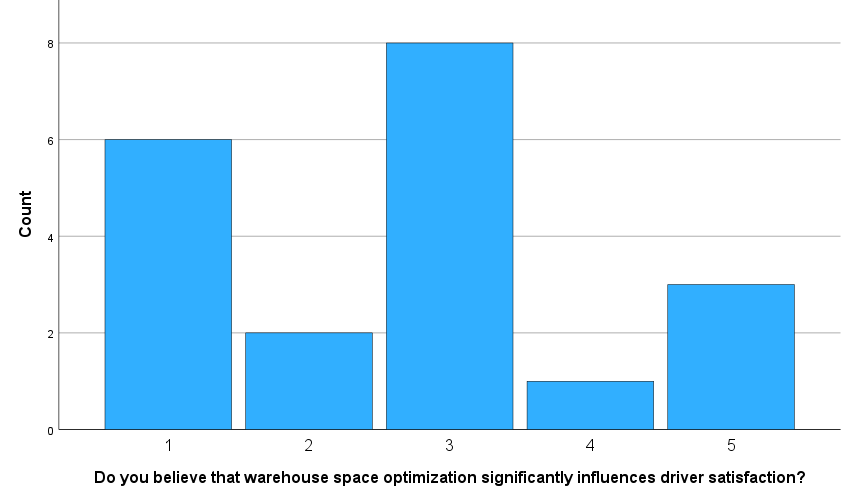 8
6
4
2
0
Count
1 2 3 4 5
Do you believe that warehouse space optimization significantly influences driver satisfaction?